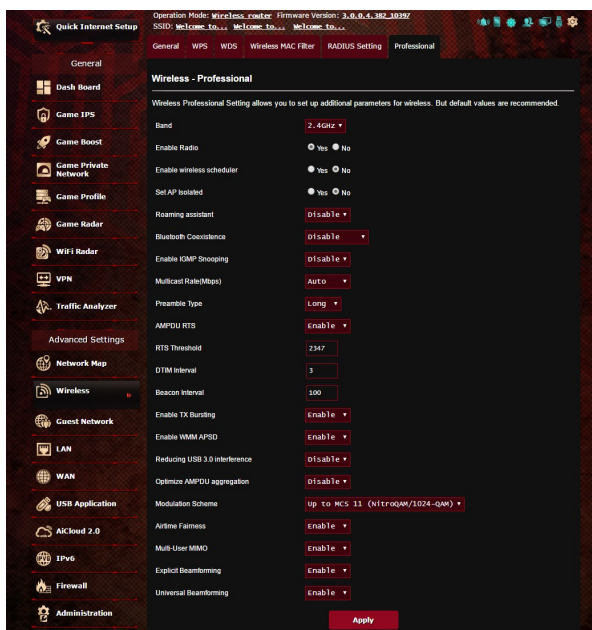 Quick Internet Setup
General
Dash Board
Game IPS
Game Boost
Game Private
Network
Game Profile
Game Radar
WiFi Radar
VPN
Traffic Analyzer
Advanced Settings
Network Map
Wireless
Guest Network
LAN
WAN
USB Application
AiCloud 2.0
IPv6
Firewall
Administration
Operation Mode: Wireless router Firmware Version: 3.0.0.4.382_10397
SSID: Welcome to... Welcome to... Welcome to...
General WPS WDS Wireless MAC Filter RADIUS Setting Professional
Wireless - Professional
Wireless Professional Setting allows you to set up additional parameters for wireless. But default values are recommended.
Band 2.4GHz
Enable Radio Yes No
Enable wireless scheduler Yes No
Set AP Isolated Yes No
Roaming assistant Disable
Bluetooth Coexistence Disable
Enable IGMP Snooping Disable
Multicast Rate(Mbps) Auto
Preamble Type Long
AMPDU RTS Enable
RTS Threshold 2347
DTIM Interval 3
Beacon Interval 100
Enable TX Bursting Enable
Enable WMM APSD Enable
Reducing USB 3.0 interference Disable
Optimize AMPDU aggregation Disable
Modulation Scheme Up to MCS 11 (NitroQAM/1024-QAM)
Airtime Fairness Enable
Multi-User MIMO Enable
Explicit Beamforming Enable
Universal Beamforming Enable
Apply